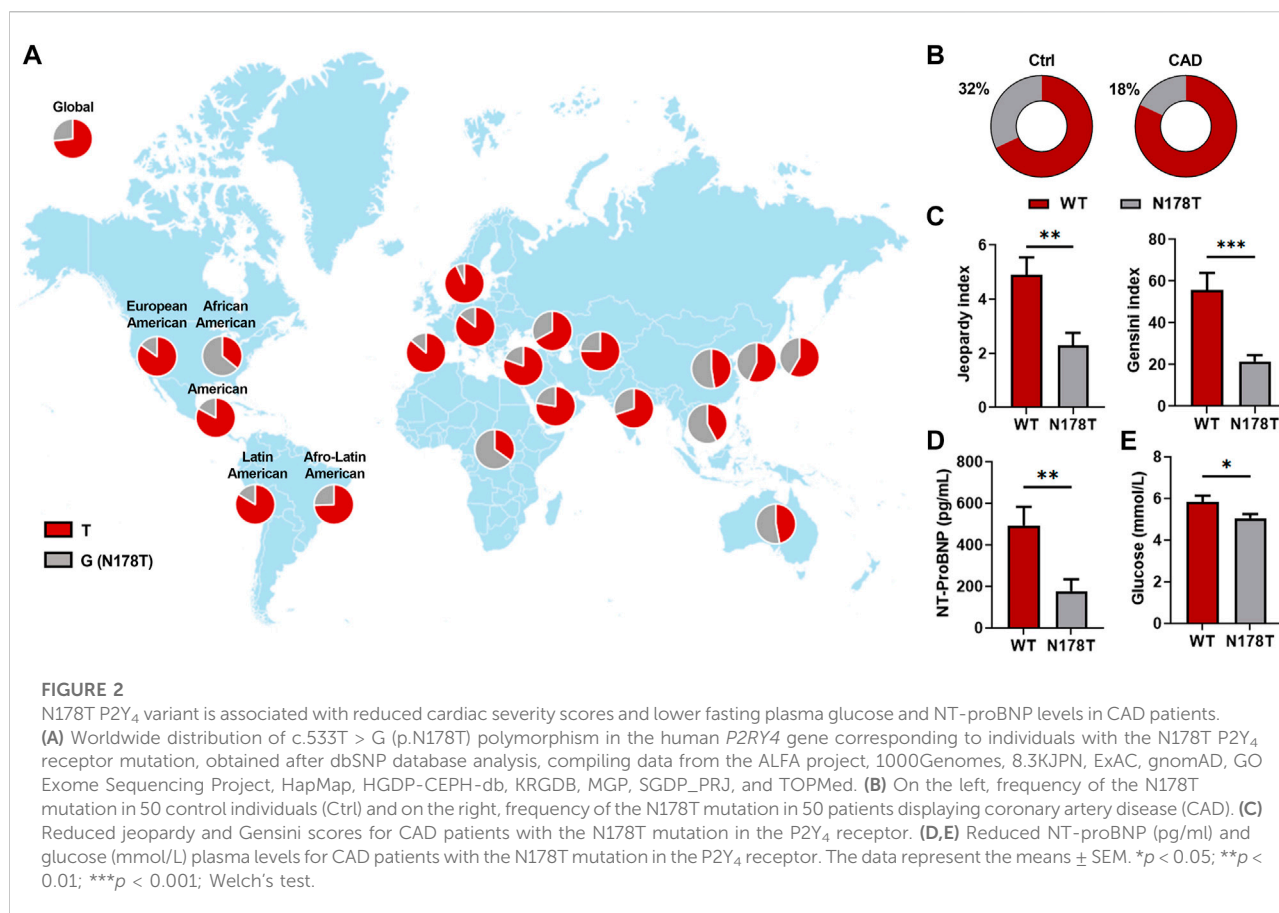 A
Global
European
American
African
American
American
Latin
American
Afro-Latin
American
T
G (N178T)
B
Ctrl
CAD
32%
18%
WT
N178T
C
Jeopardy index
6
4
2
0
**
WT
N178T
Gensini index
80
60
40
20
0
***
WT
N178T
D
NT-ProBNP (pg/mL)
800
600
400
200
0
**
WT
N178T
E
Glucose (mmol/L)
8
6
4
2
0
*
WT
N178T
FIGURE 2
N178T P2Y₄ variant is associated with reduced cardiac severity scores and lower fasting plasma glucose and NT-proBNP levels in CAD patients.
(A) Worldwide distribution of c.533T > G (p.N178T) polymorphism in the human P2RY4 gene corresponding to individuals with the N178T P2Y₄
receptor mutation, obtained after dbSNP database analysis, compiling data from the ALFA project, 1000Genomes, 8.3KJPN, ExAC, gnomAD, GO
Exome Sequencing Project, HapMap, HGDP-CEPH-db, KRGDB, MGP, SGDP_PRJ, and TOPMed. (B) On the left, frequency of the N178T
mutation in 50 control individuals (Ctrl) and on the right, frequency of the N178T mutation in 50 patients displaying coronary artery disease (CAD). (C)
Reduced jeopardy and Gensini scores for CAD patients with the N178T mutation in the P2Y₄ receptor. (D,E) Reduced NT-proBNP (pg/ml) and
glucose (mmol/L) plasma levels for CAD patients with the N178T mutation in the P2Y₄ receptor. The data represent the means ± SEM. *p < 0.05; **p <
0.01; ***p < 0.001; Welch's test.